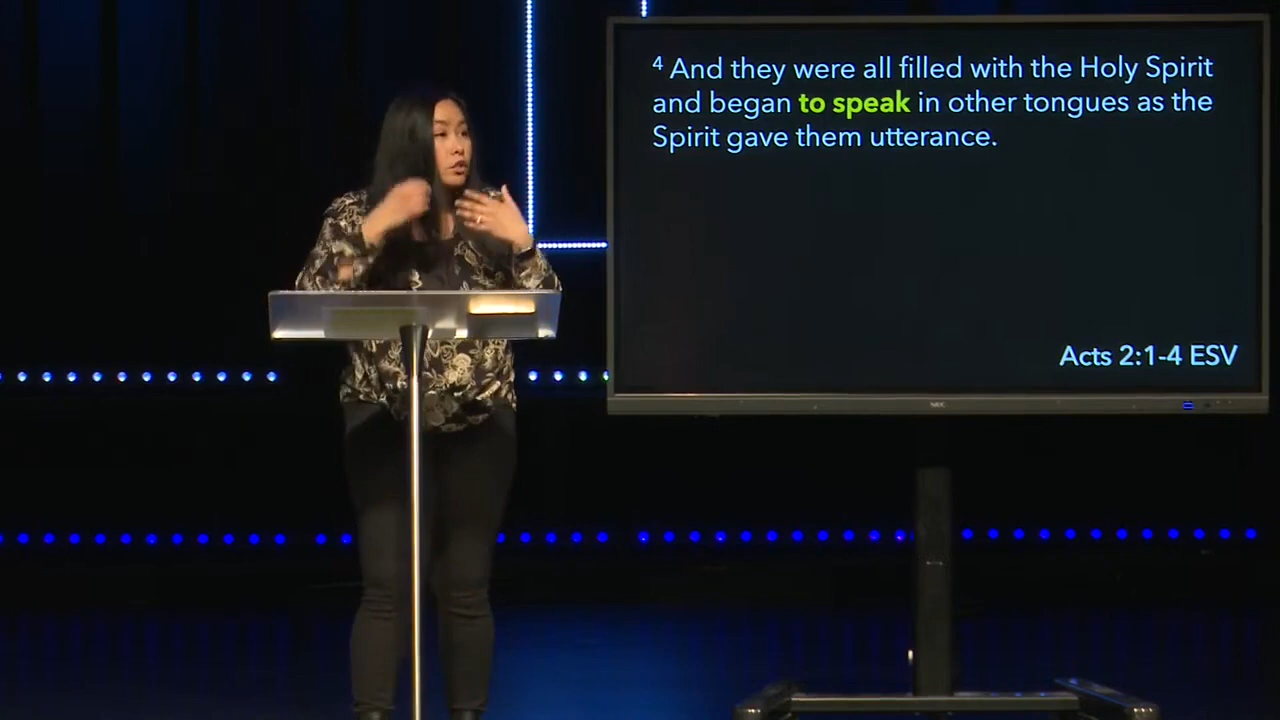 4 And they were all filled with the Holy Spirit
and began to speak in other tongues as the
Spirit gave them utterance.
Acts 2:1-4 ESV
NEC